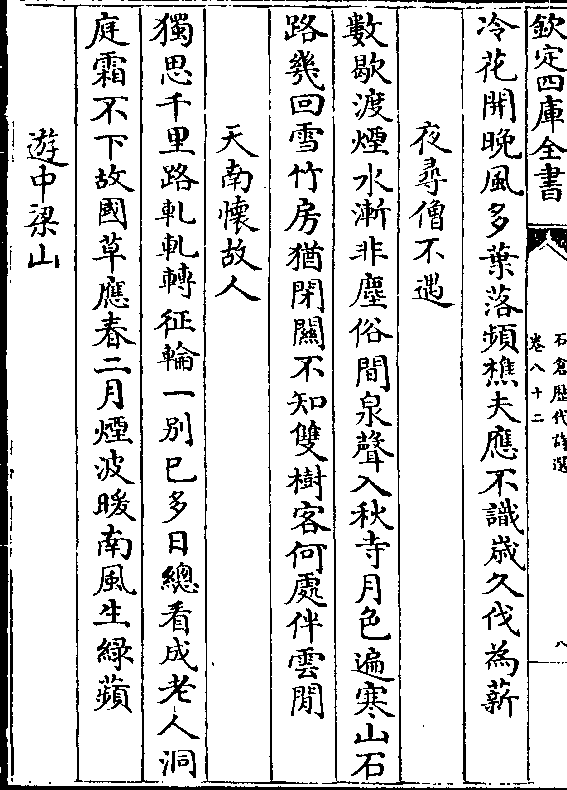 欽定四庫全書
石倉歷代詩選
卷八十二
八
冷花開晚風多葉落頻樵夫應不識歲久伐為薪
夜尋僧不遇
數歇渡煙水漸非塵俗間泉聲入秋寺月色遍寒山石
路幾回雪竹房猶閉關不知雙樹客何處伴雲閒
天南懷故人
獨思千里路軋軋轉征輪一別已多日總看成老人洞
庭霜不下故國草應春二月煙波暖南風生綠蘋
遊中梁山